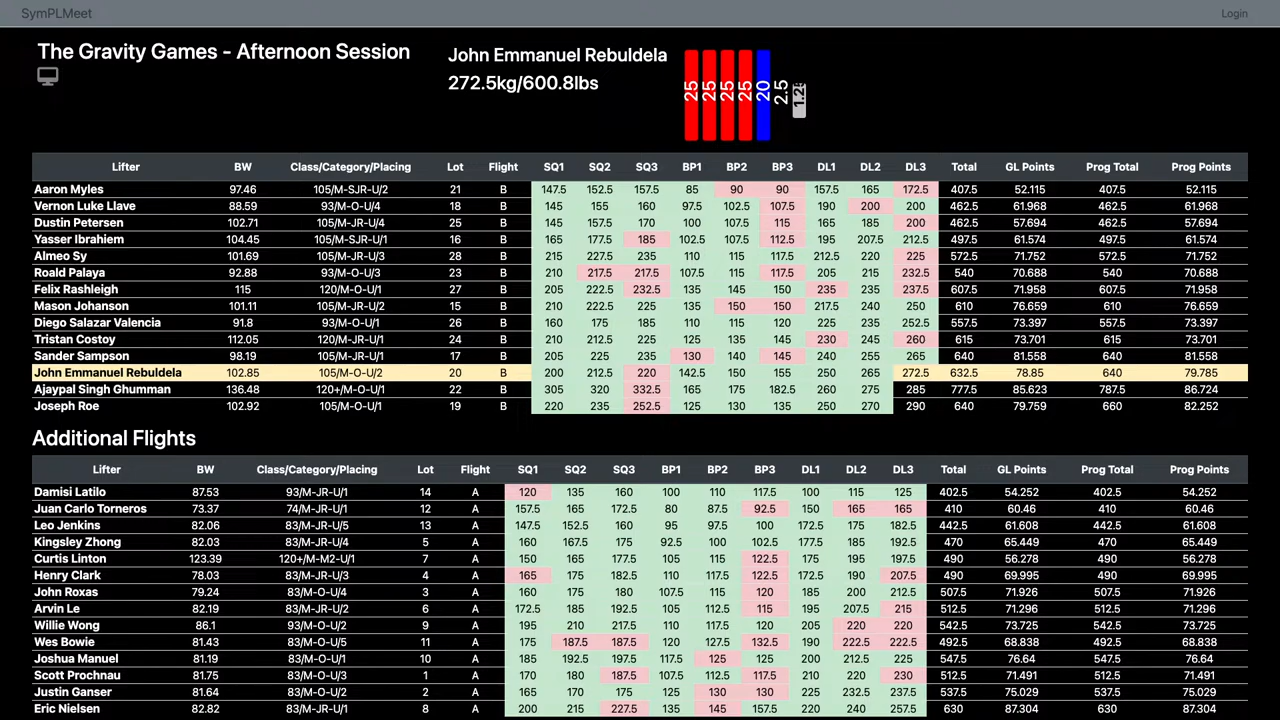 SymPLMeet Login
The Gravity Games - Afternoon Session
John Emmanuel Rebuldela
272.5kg/600.8lbs
25 25 25 25 20 2.5
Lifter BW Class/Category/Placing Lot Flight SQ1 SQ2 SQ3 BP1 BP2 BP3 DL1 DL2 DL3 Total GL Points Prog Total Prog Points
Aaron Myles 97.46 105/M-SJR-U/2 21 B 147.5 152.5 157.5 85 90 90 157.5 165 172.5 407.5 52.115 407.5 52.115
Vernon Luke Llave 88.59 93/M-O-U/4 18 B 145 155 160 97.5 102.5 107.5 190 200 200 462.5 61.968 462.5 61.968
Dustin Petersen 102.71 105/M-JR-U/4 25 B 145 157.5 170 100 107.5 115 165 185 200 462.5 57.694 462.5 57.694
Yasser Ibrahiem 104.45 105/M-SJR-U/1 16 B 165 177.5 185 102.5 107.5 112.5 195 207.5 212.5 497.5 61.574 497.5 61.574
Almeo Sy 101.69 105/M-JR-U/3 28 B 215 227.5 235 110 115 117.5 212.5 220 225 572.5 71.752 572.5 71.752
Roald Palaya 92.88 93/M-O-U/3 23 B 210 217.5 217.5 107.5 115 117.5 205 215 232.5 540 70.688 540 70.688
Felix Rashleigh 115 120/M-O-U/1 27 B 205 222.5 232.5 135 145 150 235 235 237.5 607.5 71.958 607.5 71.958
Mason Johanson 101.11 105/M-JR-U/2 15 B 210 222.5 225 135 150 150 217.5 240 250 610 76.659 610 76.659
Diego Salazar Valencia 91.8 93/M-O-U/1 26 B 160 175 185 110 115 120 225 235 252.5 557.5 73.397 557.5 73.397
Tristan Costoy 112.05 120/M-JR-U/1 24 B 210 212.5 225 125 135 145 230 245 260 615 73.701 615 73.701
Sander Sampson 98.19 105/M-JR-U/1 17 B 205 225 235 130 140 145 240 255 265 640 81.558 640 81.558
John Emmanuel Rebuldela 102.85 105/M-O-U/2 20 B 200 212.5 220 142.5 150 155 250 265 272.5 632.5 78.85 640 79.785
Ajaypal Singh Ghumman 136.48 120+/M-O-U/1 22 B 305 320 332.5 165 175 182.5 260 275 285 777.5 85.623 787.5 86.724
Joseph Roe 102.92 105/M-O-U/1 19 B 220 235 252.5 125 130 135 250 270 290 640 79.759 660 82.252
Additional Flights
Lifter BW Class/Category/Placing Lot Flight SQ1 SQ2 SQ3 BP1 BP2 BP3 DL1 DL2 DL3 Total GL Points Prog Total Prog Points
Damisi Latilo 87.53 93/M-JR-U/1 14 A 120 135 160 100 110 117.5 100 115 125 402.5 54.252 402.5 54.252
Juan Carlo Torneros 73.37 74/M-JR-U/1 12 A 157.5 165 172.5 80 87.5 92.5 150 165 165 410 60.46 410 60.46
Leo Jenkins 82.06 83/M-JR-U/5 13 A 147.5 152.5 160 95 97.5 100 172.5 175 182.5 442.5 61.608 442.5 61.608
Kingsley Zhong 82.03 83/M-JR-U/4 5 A 160 167.5 175 92.5 100 102.5 177.5 185 192.5 470 65.449 470 65.449
Curtis Linton 123.39 120+/M-M2-U/1 7 A 150 165 177.5 105 115 122.5 175 195 197.5 490 56.278 490 56.278
Henry Clark 78.03 83/M-JR-U/3 4 A 165 175 182.5 110 117.5 122.5 172.5 190 207.5 490 69.995 490 69.995
John Roxas 79.24 83/M-O-U/4 3 A 160 175 180 107.5 115 120 185 200 212.5 507.5 71.926 507.5 71.926
Arvin Le 82.19 83/M-JR-U/2 6 A 172.5 185 192.5 105 112.5 115 195 207.5 215 512.5 71.296 512.5 71.296
Willie Wong 86.1 93/M-O-U/2 9 A 195 210 217.5 110 117.5 120 205 220 220 542.5 73.725 542.5 73.725
Wes Bowie 81.43 83/M-O-U/5 11 A 175 187.5 187.5 120 127.5 132.5 190 222.5 222.5 492.5 68.838 492.5 68.838
Joshua Manuel 81.19 83/M-O-U/1 10 A 185 192.5 197.5 117.5 125 125 200 212.5 225 547.5 76.64 547.5 76.64
Scott Prochnau 81.75 83/M-O-U/3 1 A 170 180 187.5 107.5 112.5 117.5 210 220 230 512.5 71.491 512.5 71.491
Justin Ganser 81.64 83/M-O-U/2 2 A 165 170 175 125 130 130 225 232.5 237.5 537.5 75.029 537.5 75.029
Eric Nielsen 82.82 83/M-JR-U/1 8 A 200 215 227.5 135 145 157.5 220 240 257.5 630 87.304 630 87.304